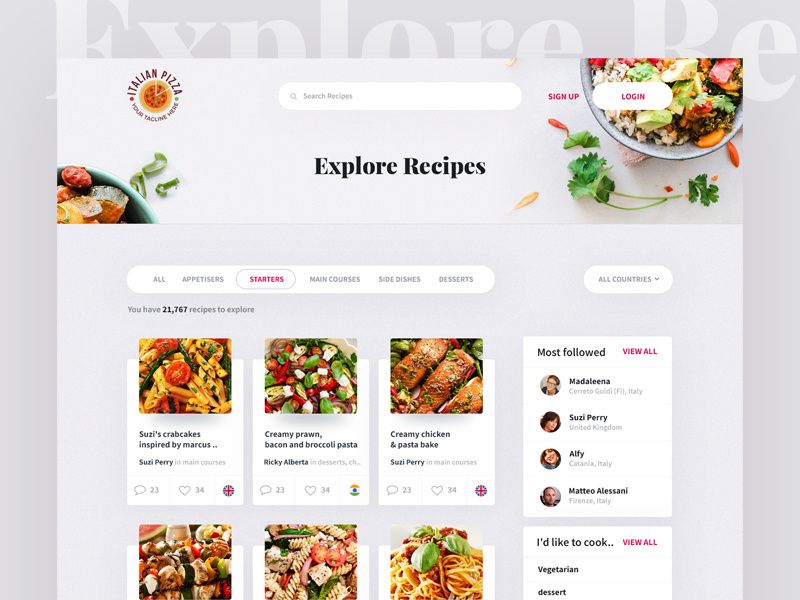 Explore Re
ITALIAN PIZZA
YOUR TAGLINE HERE
Search Recipes
SIGN UP
LOGIN
Explore Recipes
ALL
APPETISERS
STARTERS
MAIN COURSES
SIDE DISHES
DESSERTS
ALL COUNTRIES
You have 21,767 recipes to explore
Suzi's crabcakes
inspired by marcus ..
Suzi Perry in main courses
23
34
Creamy prawn,
bacon and broccoli pasta
Ricky Alberta in desserts, ch..
23
34
Creamy chicken
& pasta bake
Suzi Perry in main courses
23
34
Most followed
VIEW ALL
Madaleena
Cerreto Guidi (Fi), Italy
Suzi Perry
United Kingdom
Alfy
Catania, Italy
Matteo Alessani
Firenze, Italy
I'd like to cook..
VIEW ALL
Vegetarian
dessert